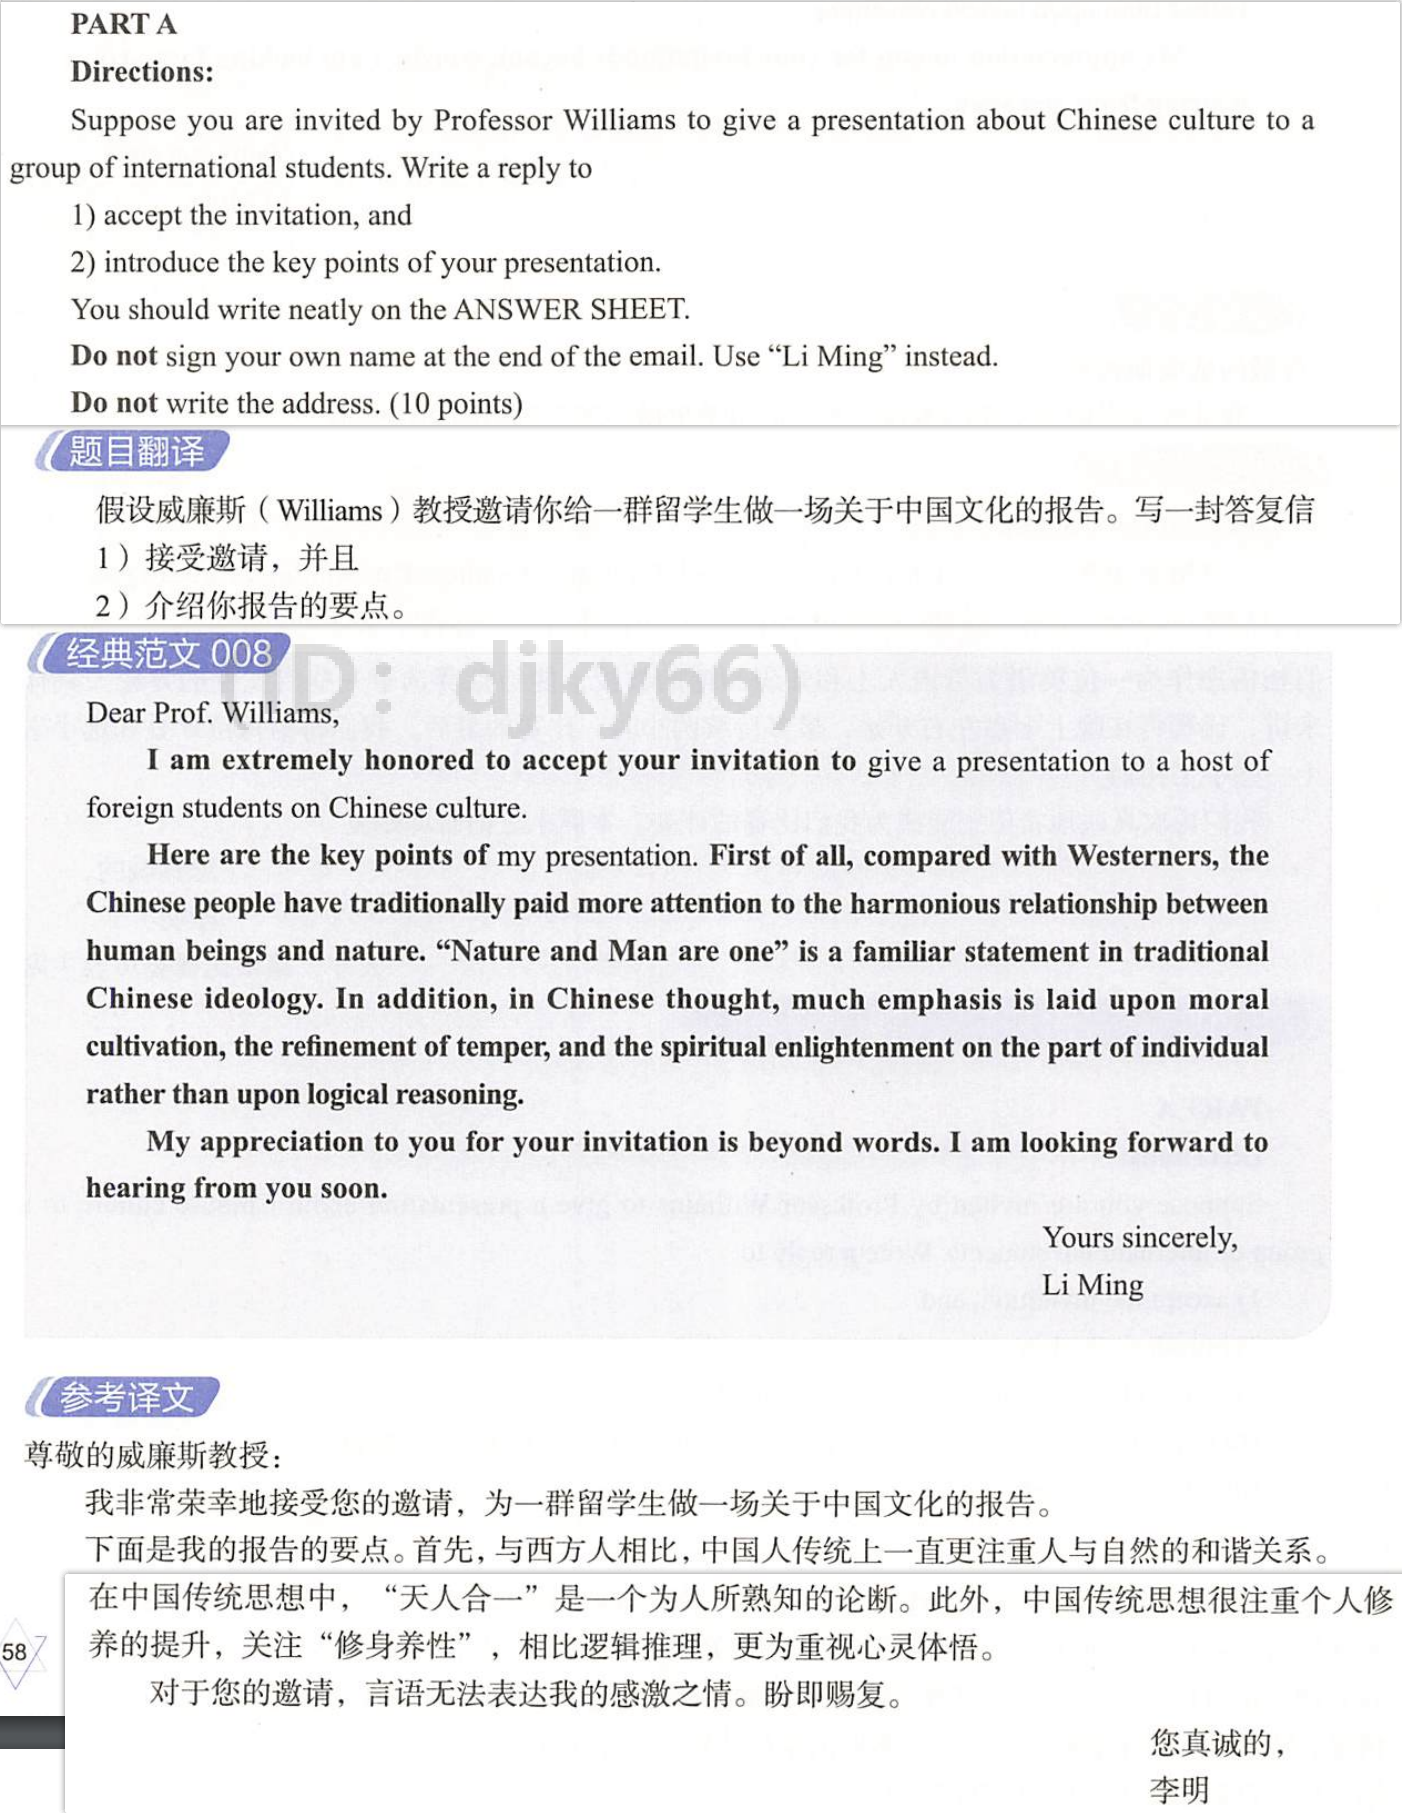 PART A
Directions:
Suppose you are invited by Professor Williams to give a presentation about Chinese culture to a
group of international students. Write a reply to
1) accept the invitation, and
2) introduce the key points of your presentation.
You should write neatly on the ANSWER SHEET.
Do not sign your own name at the end of the email. Use “Li Ming” instead.
Do not write the address. (10 points)
题目翻译
假设威廉斯（Williams）教授邀请你给一群留学生做一场关于中国文化的报告。写一封答复信
1）接受邀请，并且
2）介绍你报告的要点。
经典范文 008
ID: djky66)
Dear Prof. Williams,
I am extremely honored to accept your invitation to give a presentation to a host of
foreign students on Chinese culture.
Here are the key points of my presentation. First of all, compared with Westerners, the
Chinese people have traditionally paid more attention to the harmonious relationship between
human beings and nature. “Nature and Man are one” is a familiar statement in traditional
Chinese ideology. In addition, in Chinese thought, much emphasis is laid upon moral
cultivation, the refinement of temper, and the spiritual enlightenment on the part of individual
rather than upon logical reasoning.
My appreciation to you for your invitation is beyond words. I am looking forward to
hearing from you soon.
Yours sincerely,
Li Ming
参考译文
尊敬的威廉斯教授：
我非常荣幸地接受您的邀请，为一群留学生做一场关于中国文化的报告。
下面是我的报告的要点。首先，与西方人相比，中国人传统上一直更注重人与自然的和谐关系。
在中国传统思想中，“天人合一”是一个为人所熟知的论断。此外，中国传统思想很注重个人修
养的提升，关注“修身养性”，相比逻辑推理，更为重视心灵体悟。
58
对于您的邀请，言语无法表达我的感激之情。盼即赐复。
您真诚的，
李明